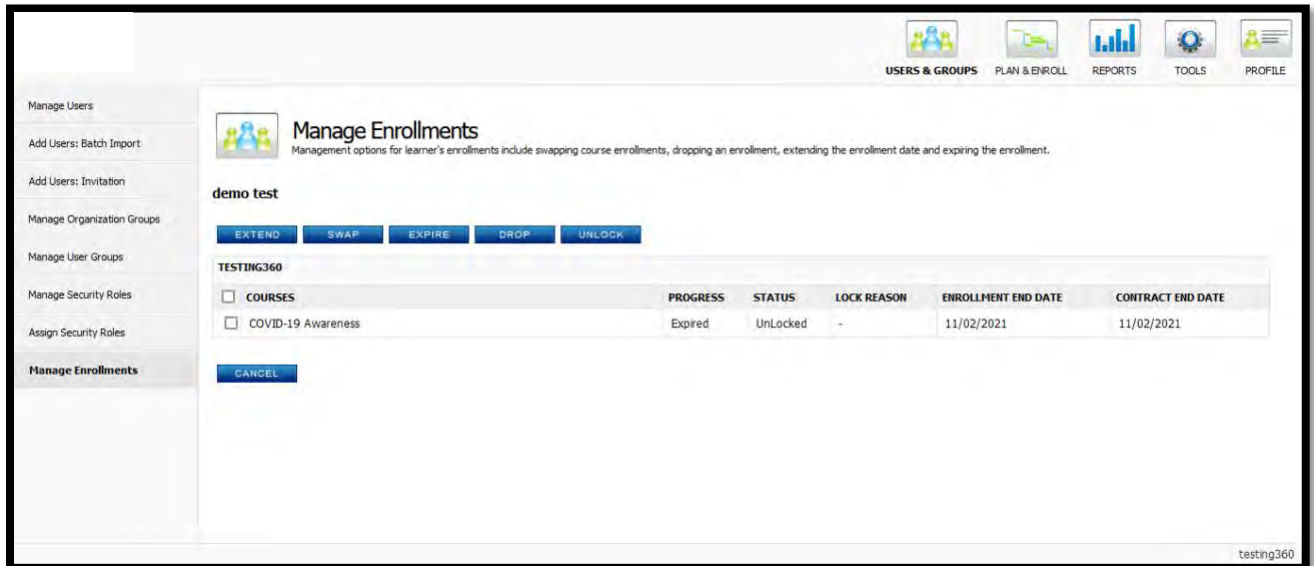 USERS & GROUPS PLAN & ENROLL REPORTS TOOLS PROFILE
Manage Users
Add Users: Batch Import
Add Users: Invitation
Manage Organization Groups
Manage User Groups
Manage Security Roles
Assign Security Roles
Manage Enrollments
Manage Enrollments
Management options for learner's enrollments include swapping course enrollments, dropping an enrollment, extending the enrollment date and expiring the enrollment.
demo test
EXTEND SWAP EXPIRE DROP UNLOCK
TESTING360
COURSES PROGRESS STATUS LOCK REASON ENROLLMENT END DATE CONTRACT END DATE
COVID-19 Awareness Expired UnLocked - 11/02/2021 11/02/2021
CANCEL
testing360